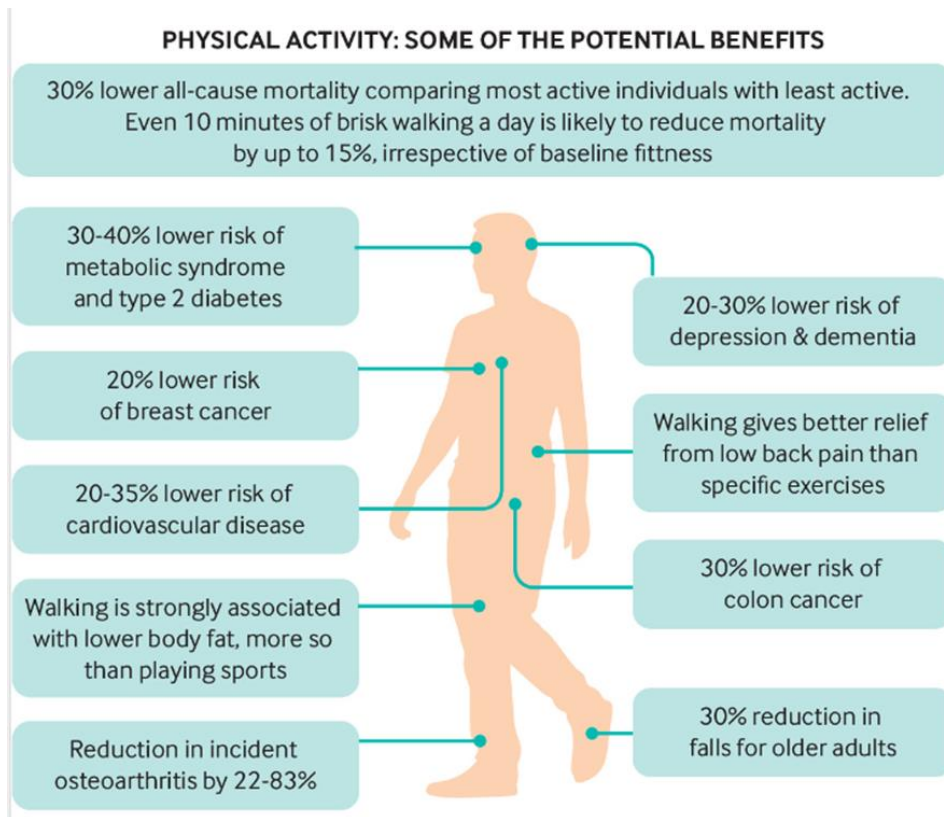 PHYSICAL ACTIVITY: SOME OF THE POTENTIAL BENEFITS
30% lower all-cause mortality comparing most active individuals with least active.
Even 10 minutes of brisk walking a day is likely to reduce mortality
by up to 15%, irrespective of baseline fittness
30-40% lower risk of
metabolic syndrome
and type 2 diabetes
20% lower risk
of breast cancer
20-35% lower risk of
cardiovascular disease
Walking is strongly associated
with lower body fat, more so
than playing sports
Reduction in incident
osteoarthritis by 22-83%
20-30% lower risk of
depression & dementia
Walking gives better relief
from low back pain than
specific exercises
30% lower risk of
colon cancer
30% reduction in
falls for older adults